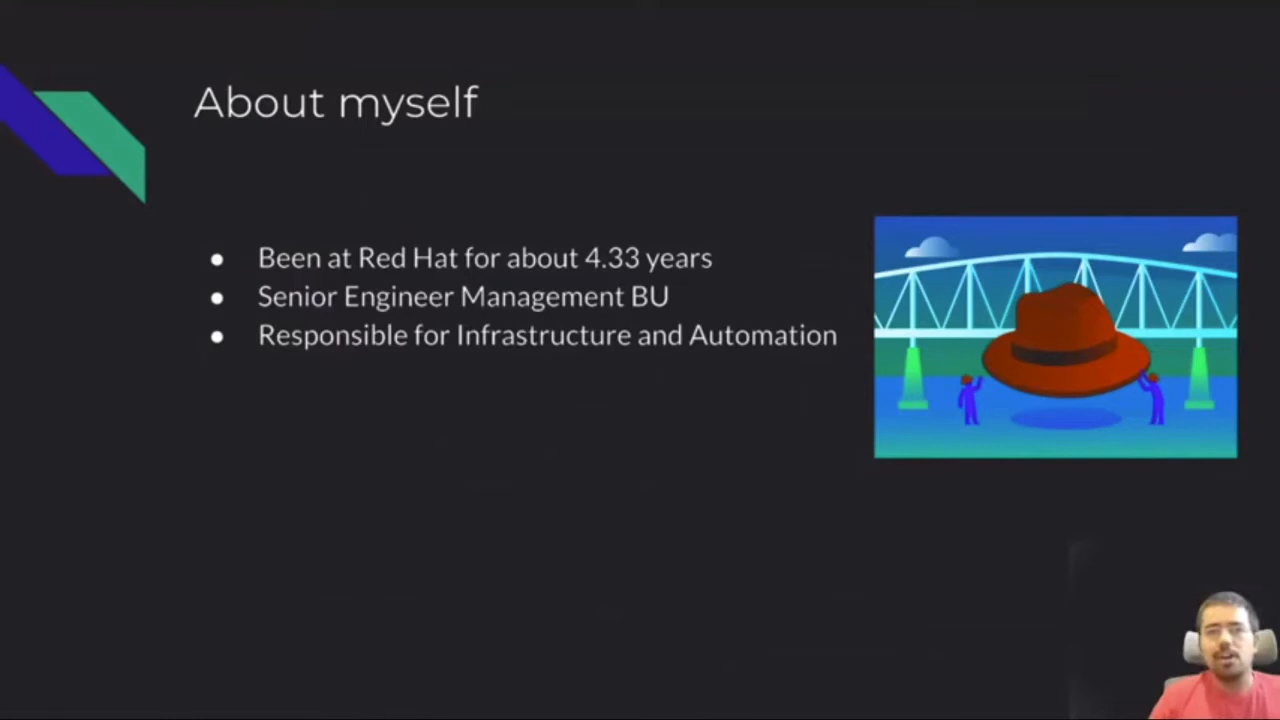 About myself
● Been at Red Hat for about 4.33 years
● Senior Engineer Management BU
● Responsible for Infrastructure and Automation